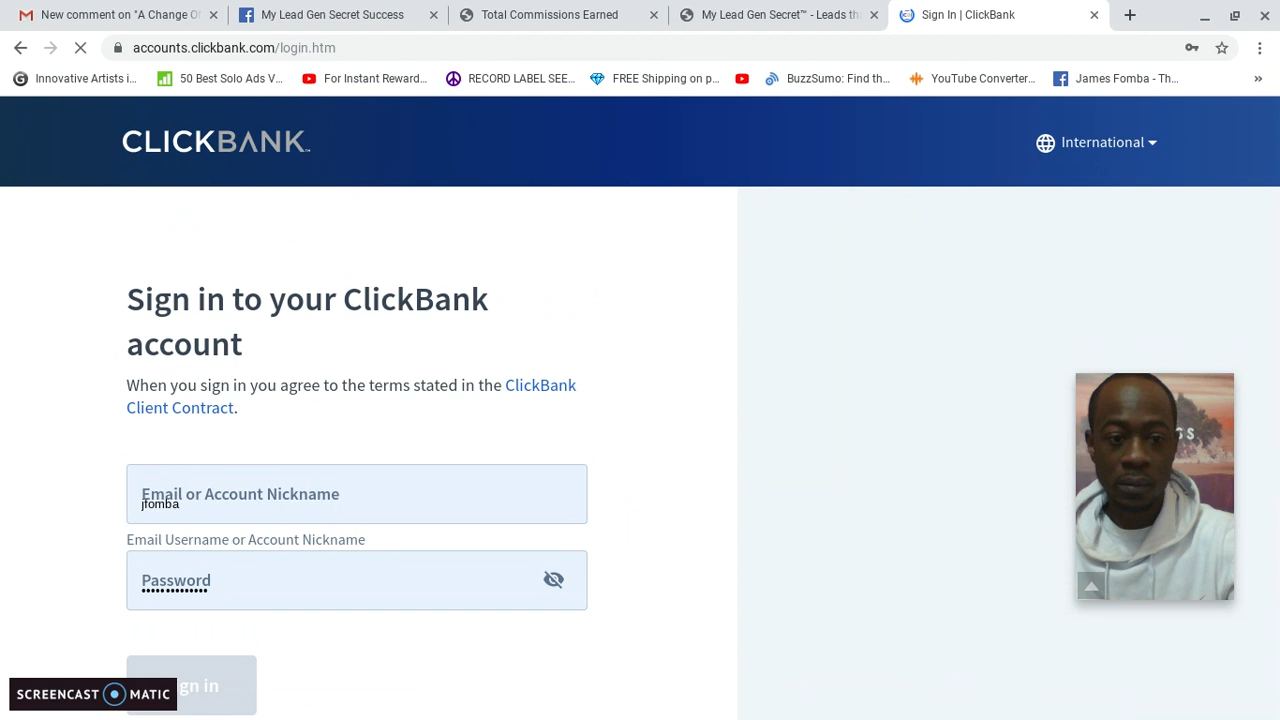 New comment on "A Change Of
My Lead Gen Secret Success
Total Commissions Earned
My Lead Gen Secret™ - Leads th
Sign In | ClickBank
accounts.clickbank.com/login.htm
Innovative Artists i...
50 Best Solo Ads V...
For Instant Reward...
RECORD LABEL SEE...
FREE Shipping on p...
BuzzSumo: Find th...
YouTube Converter...
James Fomba - Th...
»
CLICKBANK
International
Sign in to your ClickBank
account
When you sign in you agree to the terms stated in the ClickBank
Client Contract.
Email or Account Nickname
jfomba
Email Username or Account Nickname
Password
gn in
SCREENCAST MATIC